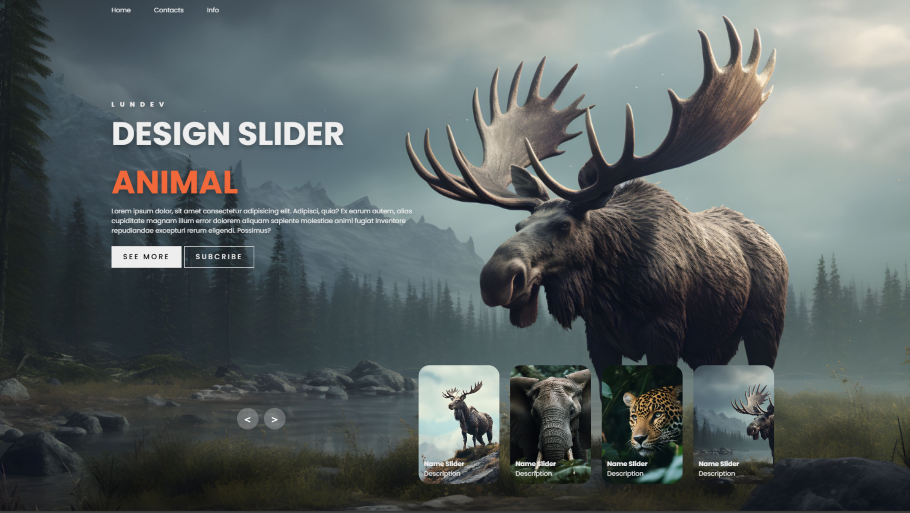 Home Contacts Info
LUNDEV
DESIGN SLIDER
ANIMAL
Lorem ipsum dolor, sit amet consectetur adipisicing elit. Adipisci, quia? Ex earum autem, alias
cupiditate magnam illum error dolorem aliquam sapiente molestiae animi fugiat inventore
repudiandae excepturi rerum eligendi. Possimus?
SEE MORE SUBCRIBE
< >
Name Slider
Description
Name Slider
Description
Name Slider
Description
Name Slider
Description